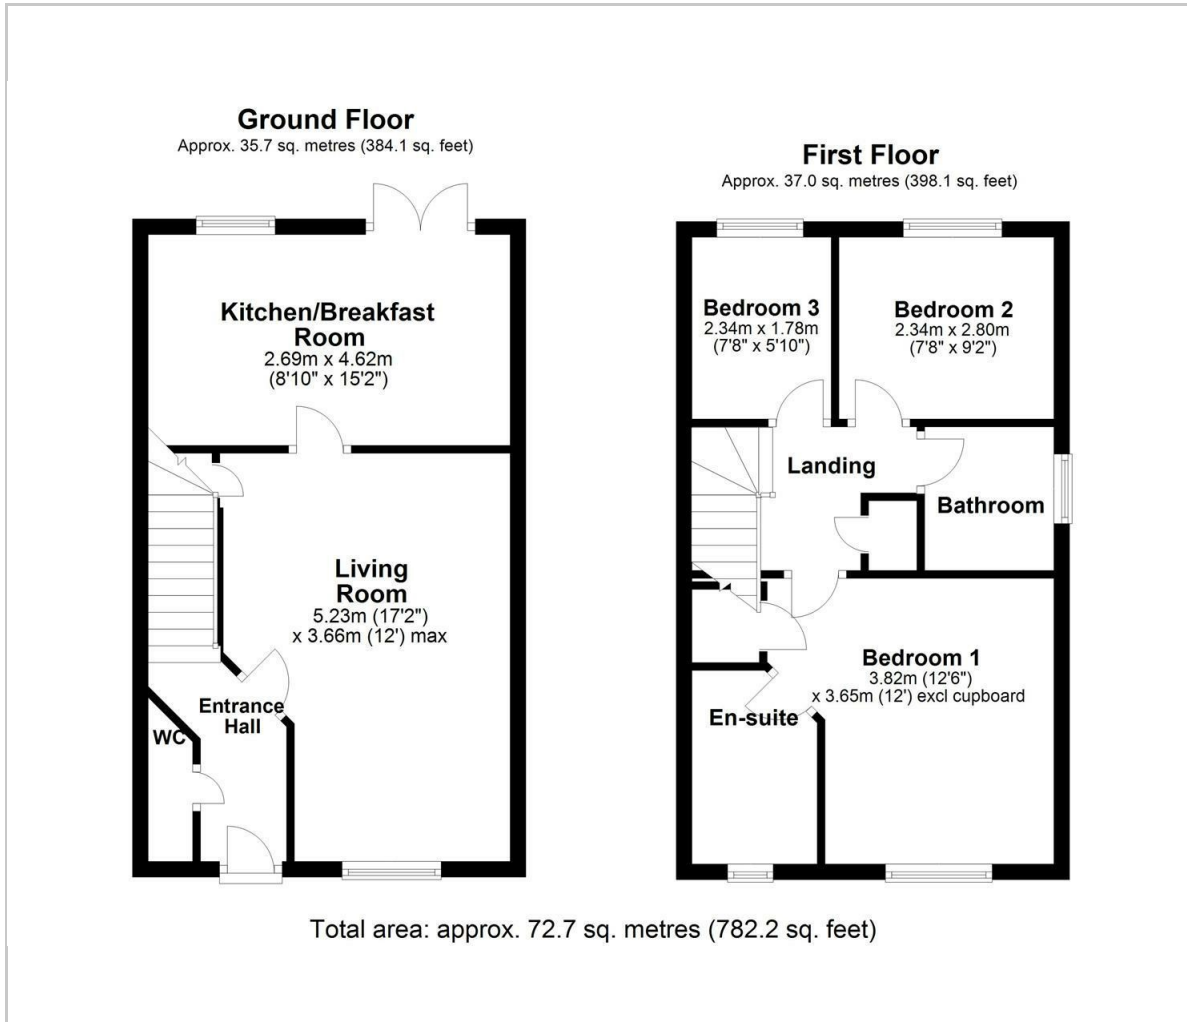 Ground Floor
Approx. 35.7 sq. metres (384.1 sq. feet)
Kitchen/Breakfast
Room
2.69m x 4.62m
(8'10" x 15'2")
Living
Room
5.23m (17'2")
x 3.66m (12') max
Entrance
Hall
WC
First Floor
Approx. 37.0 sq. metres (398.1 sq. feet)
Bedroom 3
2.34m x 1.78m
(7'8" x 5'10")
Bedroom 2
2.34m x 2.80m
(7'8" x 9'2")
Landing
Bathroom
Bedroom 1
3.82m (12'6")
x 3.65m (12') excl cupboard
En-suite
Total area: approx. 72.7 sq. metres (782.2 sq. feet)